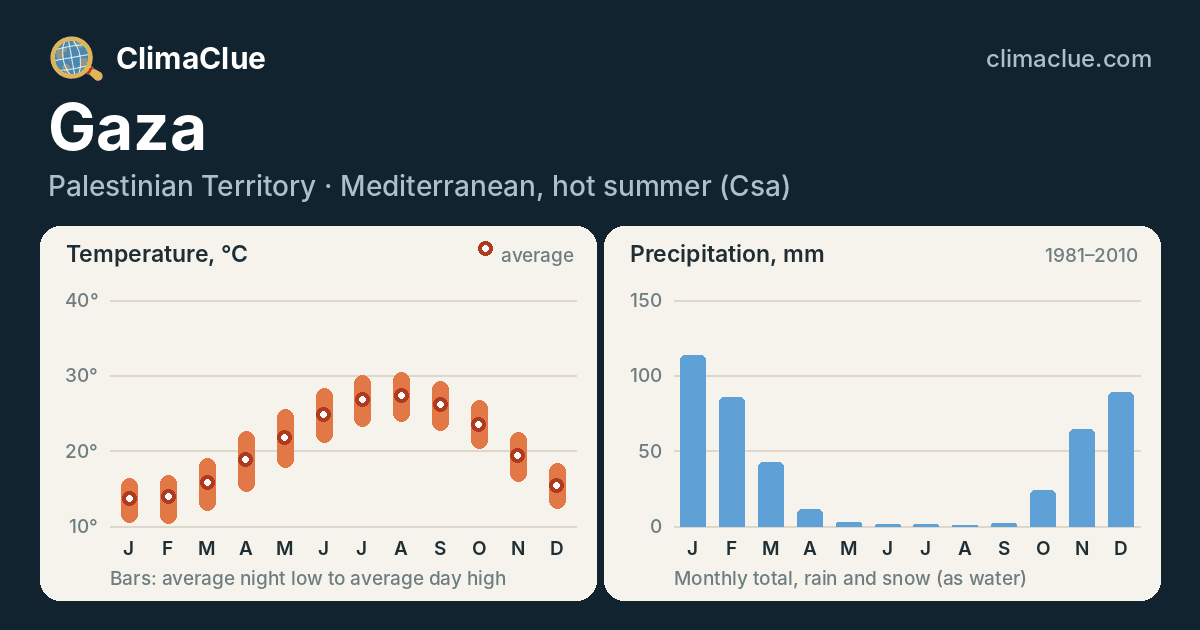 ClimaClue
climaclue.com
Gaza
Palestinian Territory · Mediterranean, hot summer (Csa)
Temperature, °C
average
40°
30°
20°
10°
J F M A M J J A S O N D
Bars: average night low to average day high
Precipitation, mm
1981–2010
150
100
50
0
J F M A M J J A S O N D
Monthly total, rain and snow (as water)